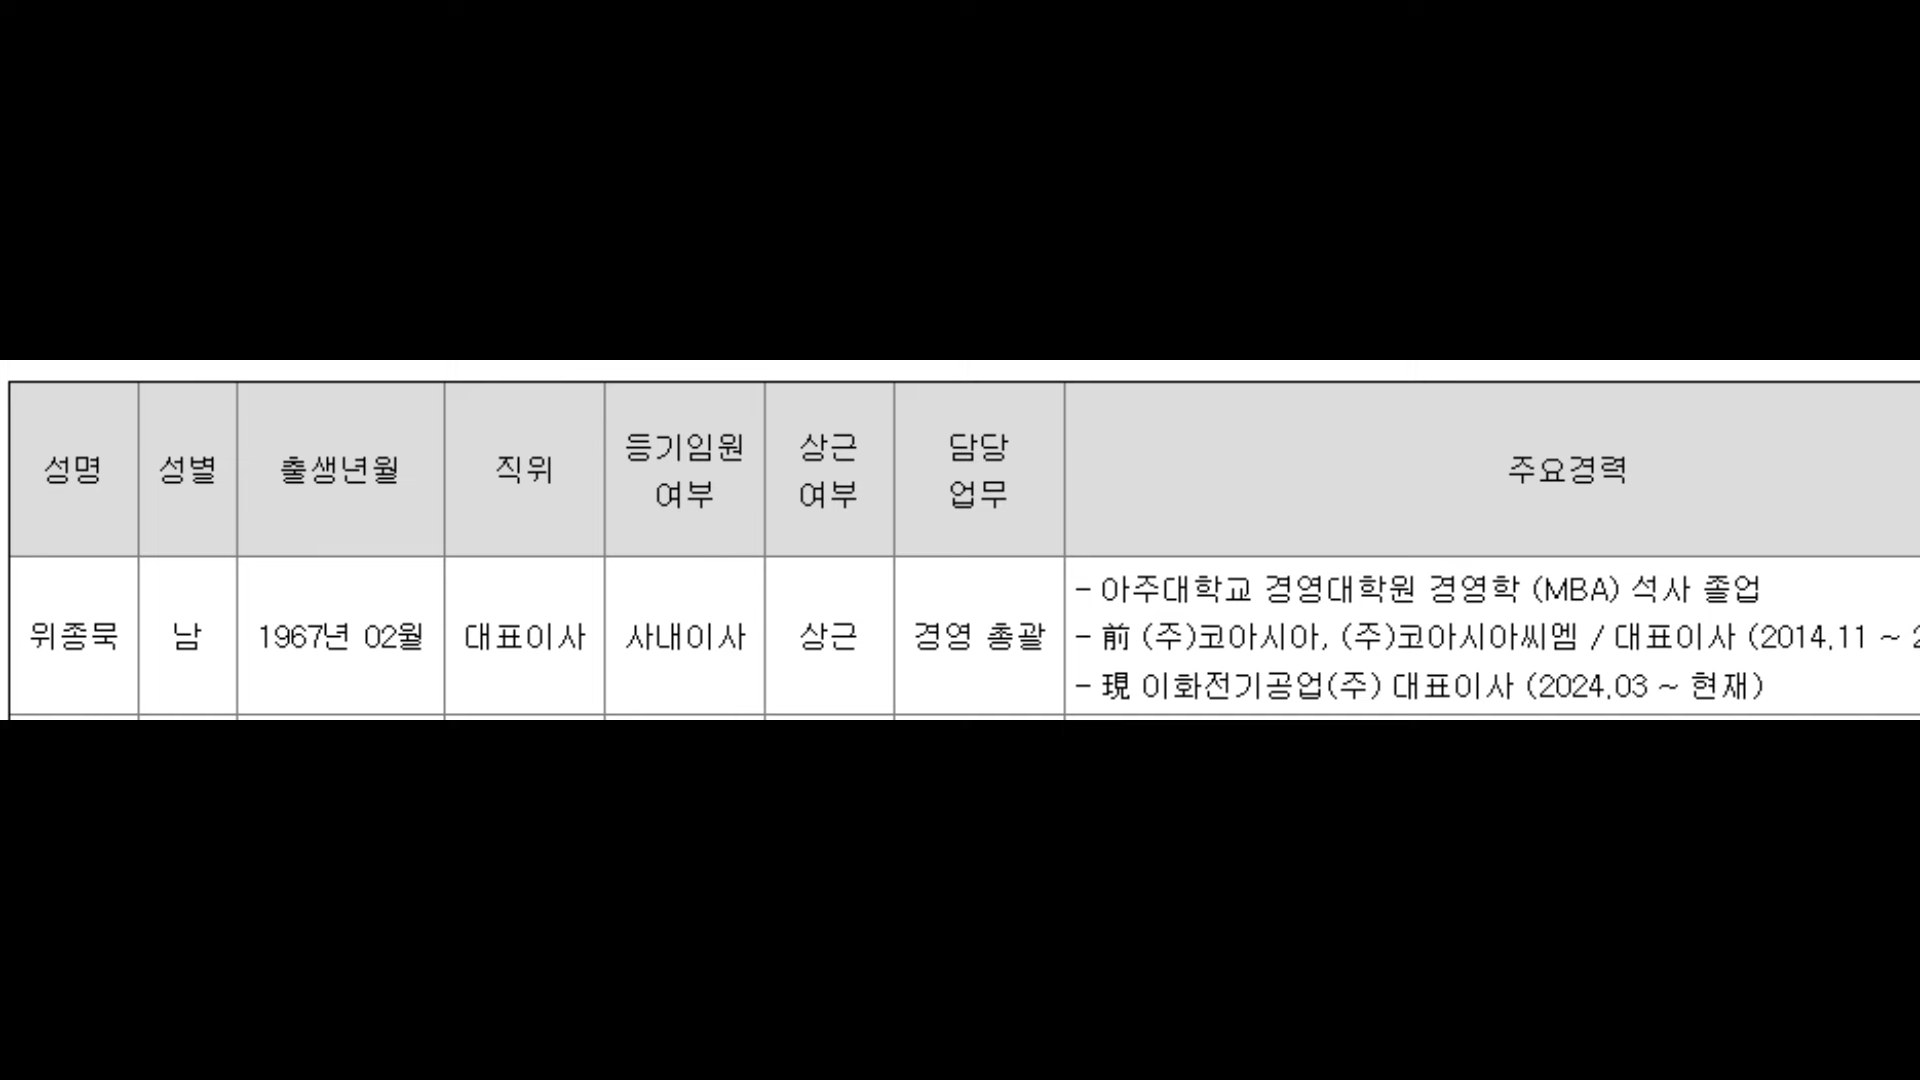 성명 성별 출생년월 직위 등기임원 여부 상근 여부 담당 업무 주요경력
위종묵 남 1967년 02월 대표이사 사내이사 상근 경영 총괄
- 아주대학교 경영대학원 경영학 (MBA) 석사 졸업
- 前 (주)코아시아, (주)코아시아씨엠 / 대표이사 (2014.11 ~
- 現 이화전기공업(주) 대표이사 (2024.03 ~ 현재)